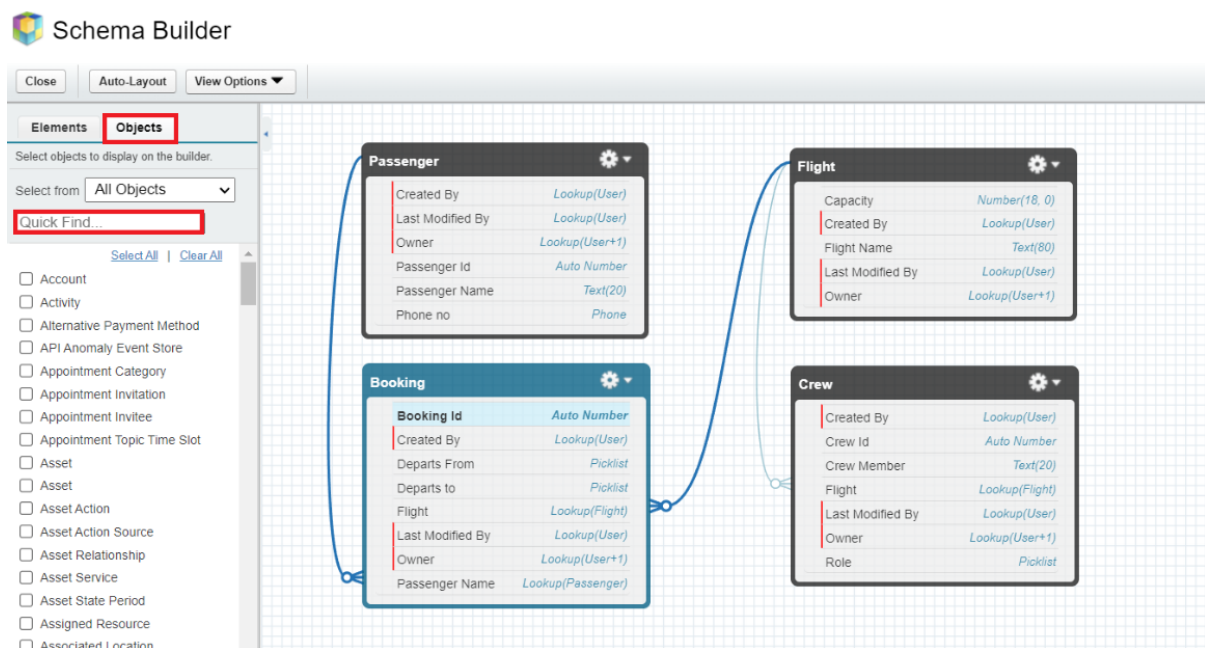 Schema Builder
Close Auto-Layout View Options
Elements Objects
Select objects to display on the builder.
Select from All Objects
Quick Find...
Select All | Clear All
Account
Activity
Alternative Payment Method
API Anomaly Event Store
Appointment Category
Appointment Invitation
Appointment Invitee
Appointment Topic Time Slot
Asset
Asset
Asset Action
Asset Action Source
Asset Relationship
Asset Service
Asset State Period
Assigned Resource
Associated Location
Passenger
Created By Lookup(User)
Last Modified By Lookup(User)
Owner Lookup(User+1)
Passenger Id Auto Number
Passenger Name Text(20)
Phone no Phone
Booking
Booking Id Auto Number
Created By Lookup(User)
Departs From Picklist
Departs to Picklist
Flight Lookup(Flight)
Last Modified By Lookup(User)
Owner Lookup(User+1)
Passenger Name Lookup(Passenger)
Flight
Capacity Number(18, 0)
Created By Lookup(User)
Flight Name Text(80)
Last Modified By Lookup(User)
Owner Lookup(User+1)
Crew
Created By Lookup(User)
Crew Id Auto Number
Crew Member Text(20)
Flight Lookup(Flight)
Last Modified By Lookup(User)
Owner Lookup(User+1)
Role Picklist